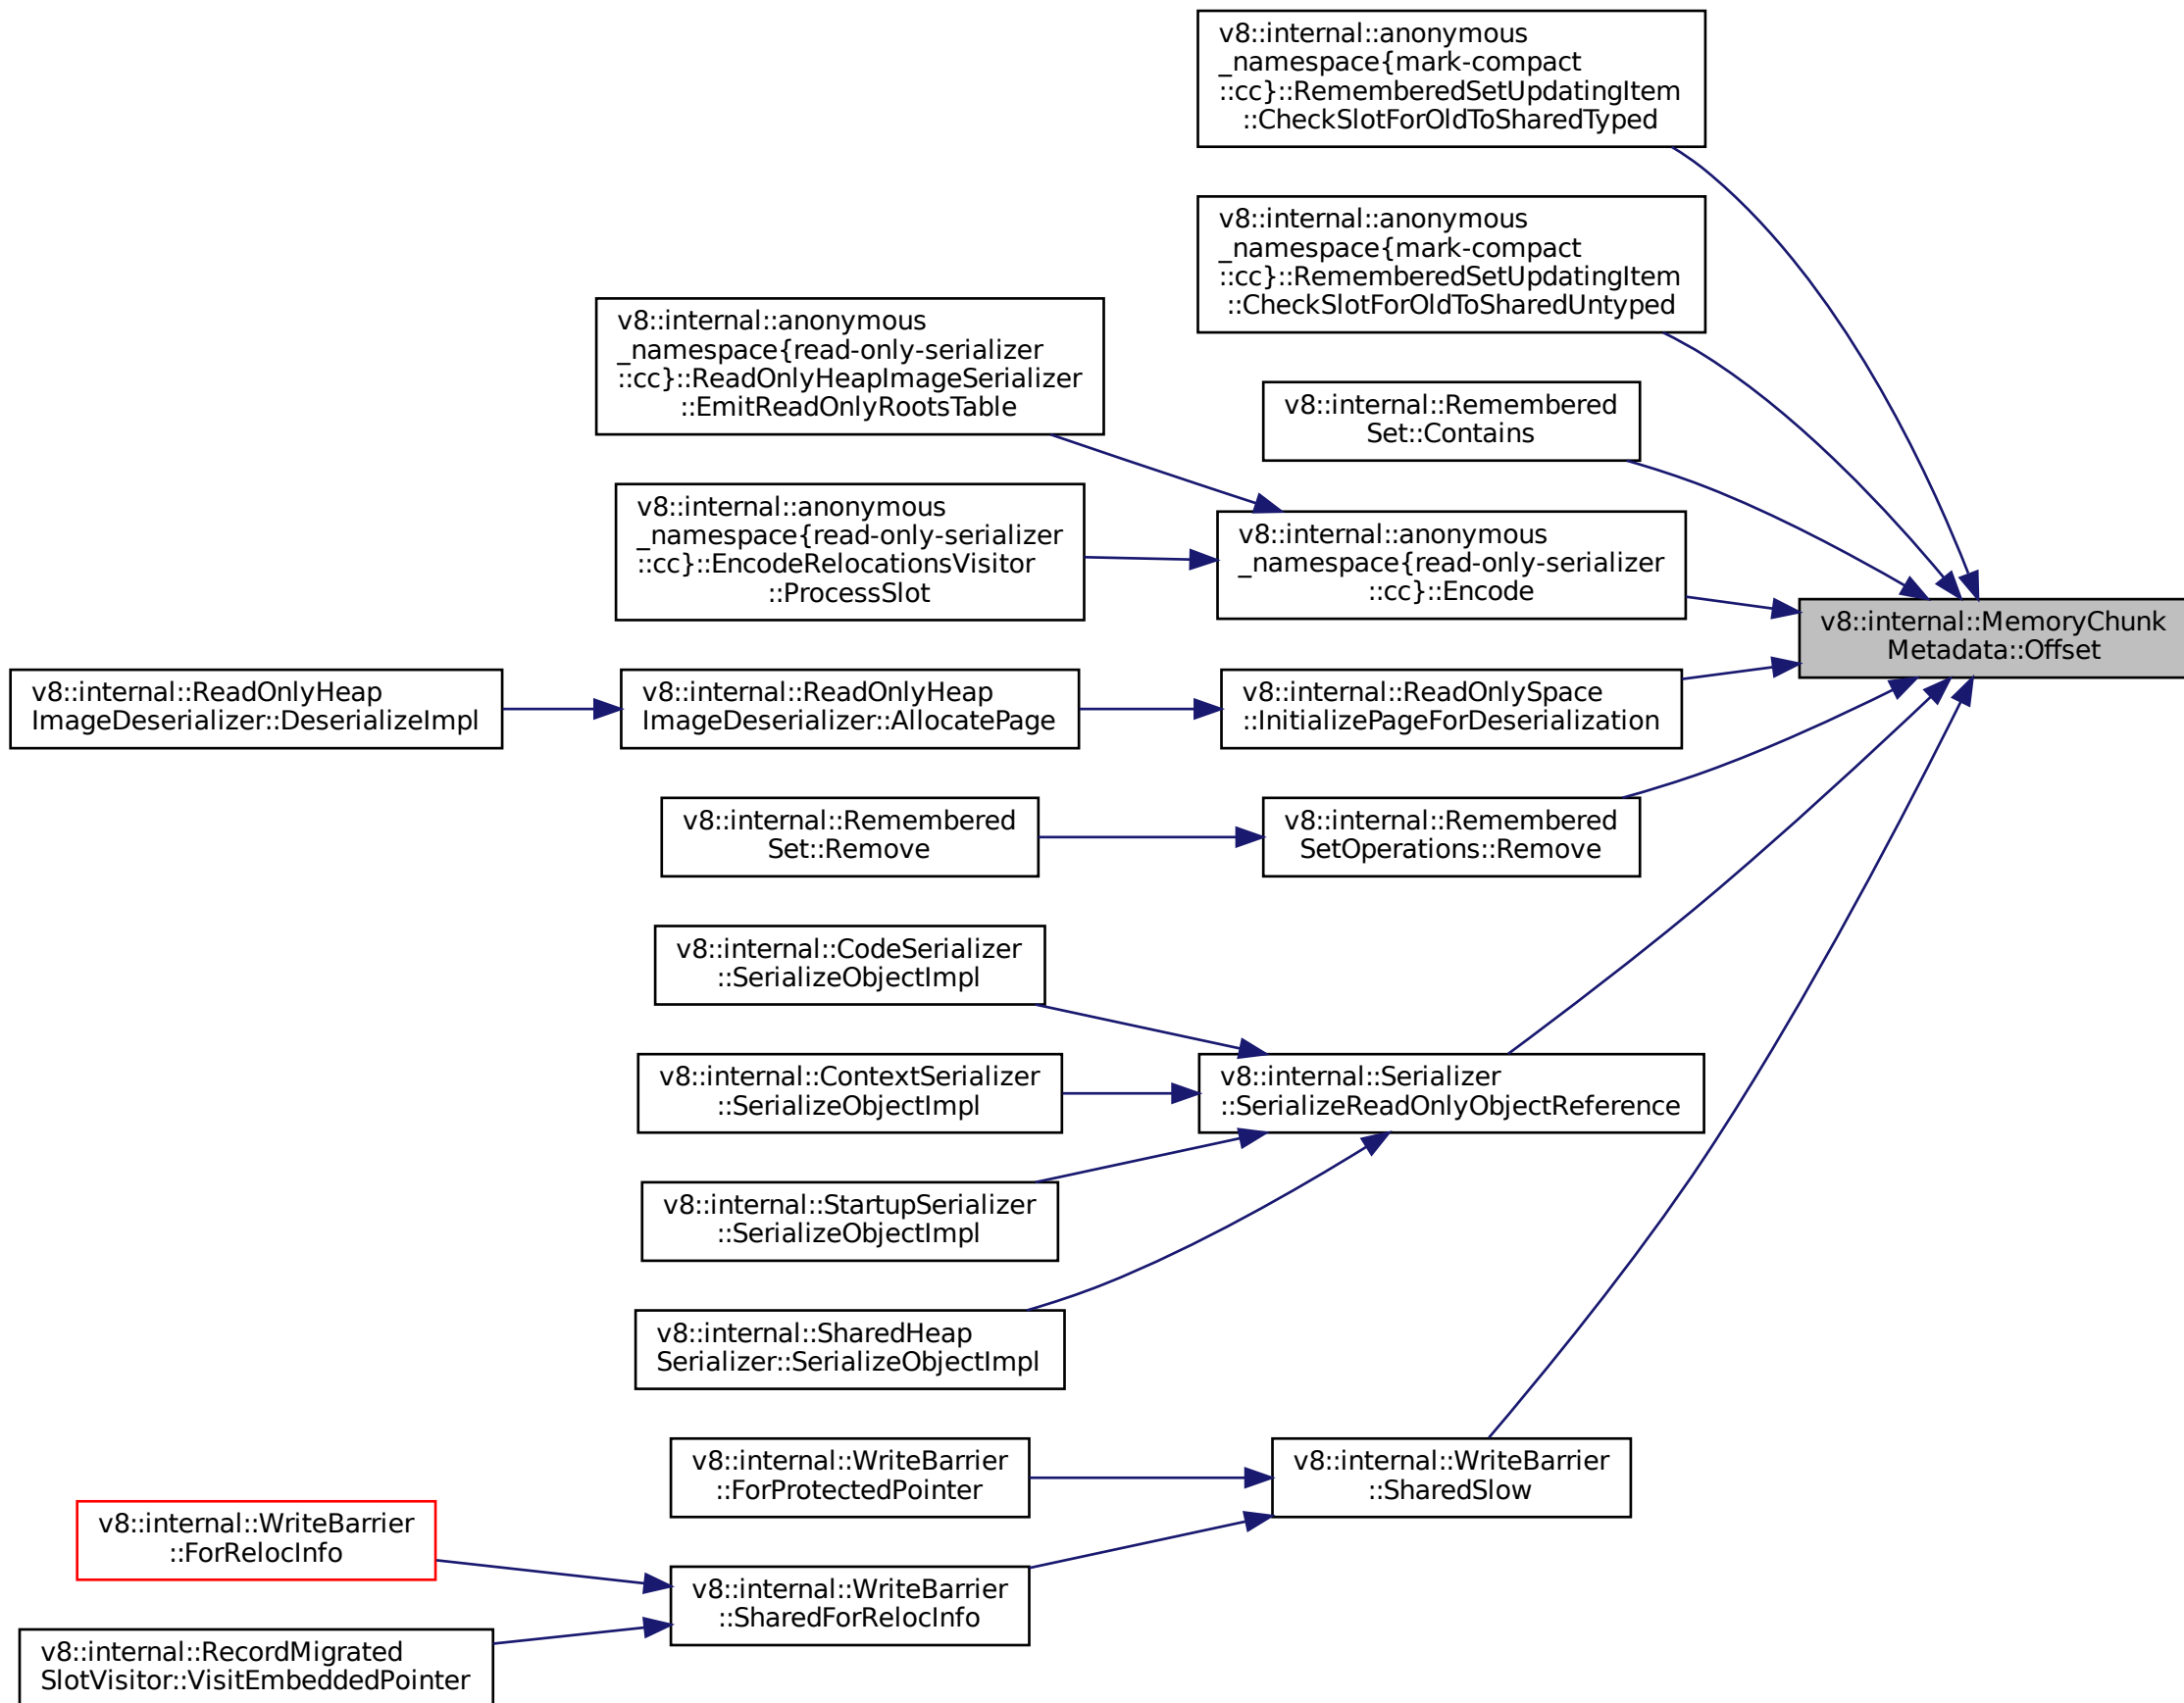 v8::internal::anonymous
_namespace{mark-compact
::cc}::RememberedSetUpdatingItem
::CheckSlotForOldToSharedTyped
v8::internal::anonymous
_namespace{mark-compact
::cc}::RememberedSetUpdatingItem
::CheckSlotForOldToSharedUntyped
v8::internal::anonymous
_namespace{read-only-serializer
::cc}::ReadOnlyHeapImageSerializer
::EmitReadOnlyRootsTable
v8::internal::Remembered
Set::Contains
v8::internal::anonymous
_namespace{read-only-serializer
::cc}::EncodeRelocationsVisitor
::ProcessSlot
v8::internal::anonymous
_namespace{read-only-serializer
::cc}::Encode
v8::internal::MemoryChunk
Metadata::Offset
v8::internal::ReadOnlyHeap
ImageDeserializer::DeserializeImpl
v8::internal::ReadOnlyHeap
ImageDeserializer::AllocatePage
v8::internal::ReadOnlySpace
::InitializePageForDeserialization
v8::internal::Remembered
Set::Remove
v8::internal::Remembered
SetOperations::Remove
v8::internal::CodeSerializer
::SerializeObjectImpl
v8::internal::ContextSerializer
::SerializeObjectImpl
v8::internal::Serializer
::SerializeReadOnlyObjectReference
v8::internal::StartupSerializer
::SerializeObjectImpl
v8::internal::SharedHeap
Serializer::SerializeObjectImpl
v8::internal::WriteBarrier
::ForProtectedPointer
v8::internal::WriteBarrier
::SharedSlow
v8::internal::WriteBarrier
::ForRelocInfo
v8::internal::WriteBarrier
::SharedForRelocInfo
v8::internal::RecordMigrated
SlotVisitor::VisitEmbeddedPointer